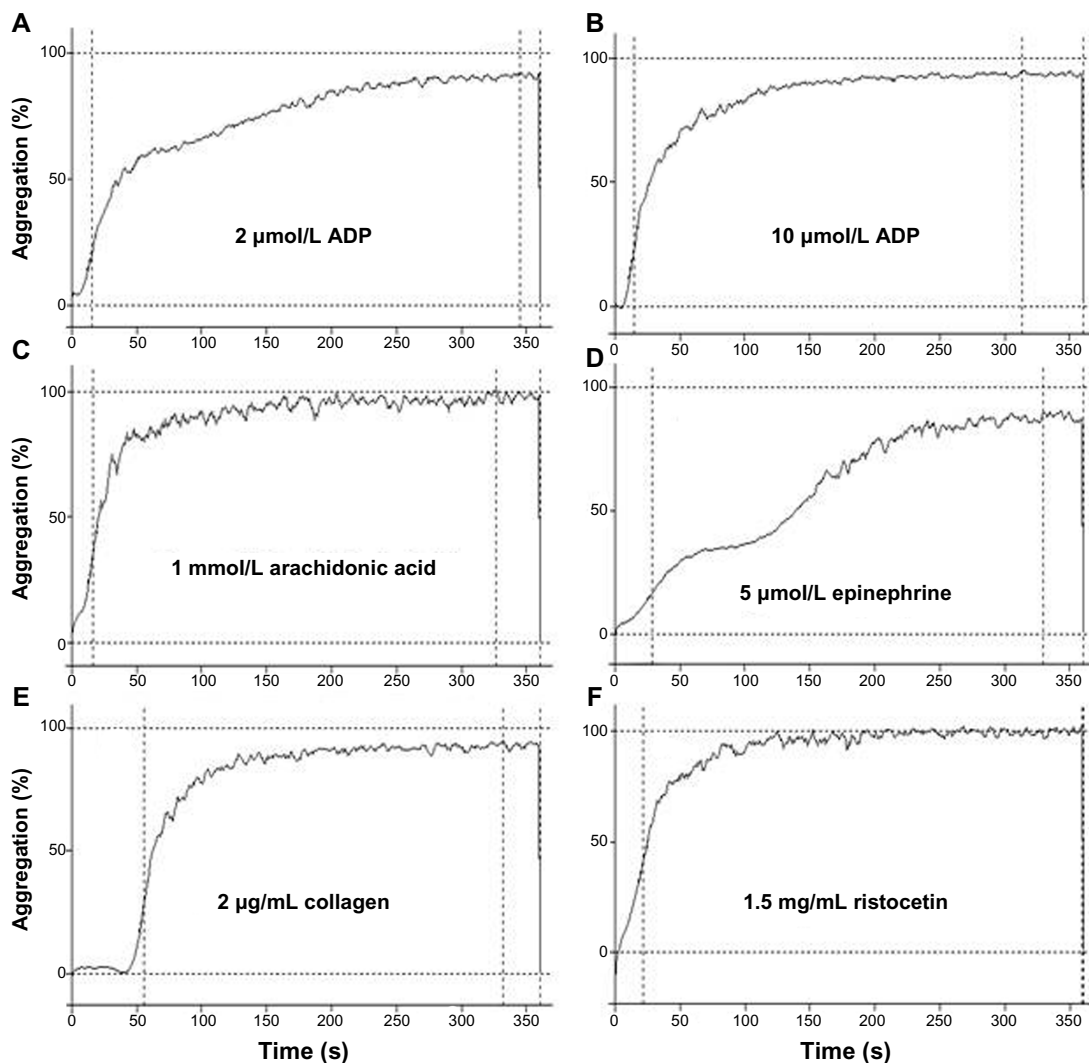 A
B
Aggregation (%)
100
50
0
2 µmol/L ADP
0 50 100 150 200 250 300 350
100
50
0
10 µmol/L ADP
0 50 100 150 200 250 300 350
C
D
Aggregation (%)
100
50
0
1 mmol/L arachidonic acid
0 50 100 150 200 250 300 350
100
50
0
5 µmol/L epinephrine
0 50 100 150 200 250 300 350
E
F
Aggregation (%)
100
50
0
2 µg/mL collagen
0 50 100 150 200 250 300 350
Time (s)
100
50
0
1.5 mg/mL ristocetin
0 50 100 150 200 250 300 350
Time (s)